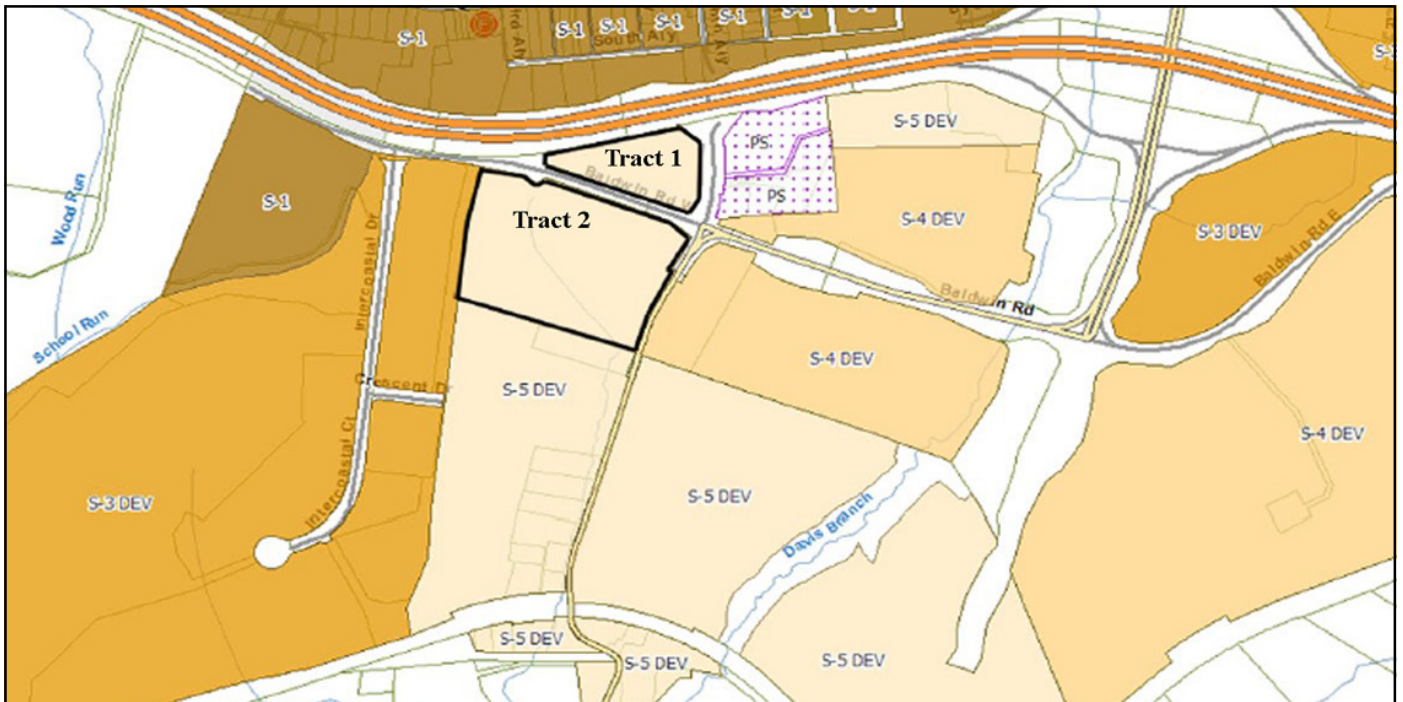 S-1
S-1
S-1
S-1
S-1
S-1
South Aly
S-1
PS
S-5 DEV
Tract 1
Baldwin Rd W
PS
S-1
Wood Run
Tract 2
S-4 DEV
S-3 DEV
Baldwin Rd E
Intercoastal Dr
Baldwin Rd
School Run
S-4 DEV
Crescent Dr
S-5 DEV
S-4 DEV
Intercoastal Ct
S-3 DEV
S-5 DEV
Davis Branch
S-5 DEV
S-5 DEV
S-5 DEV